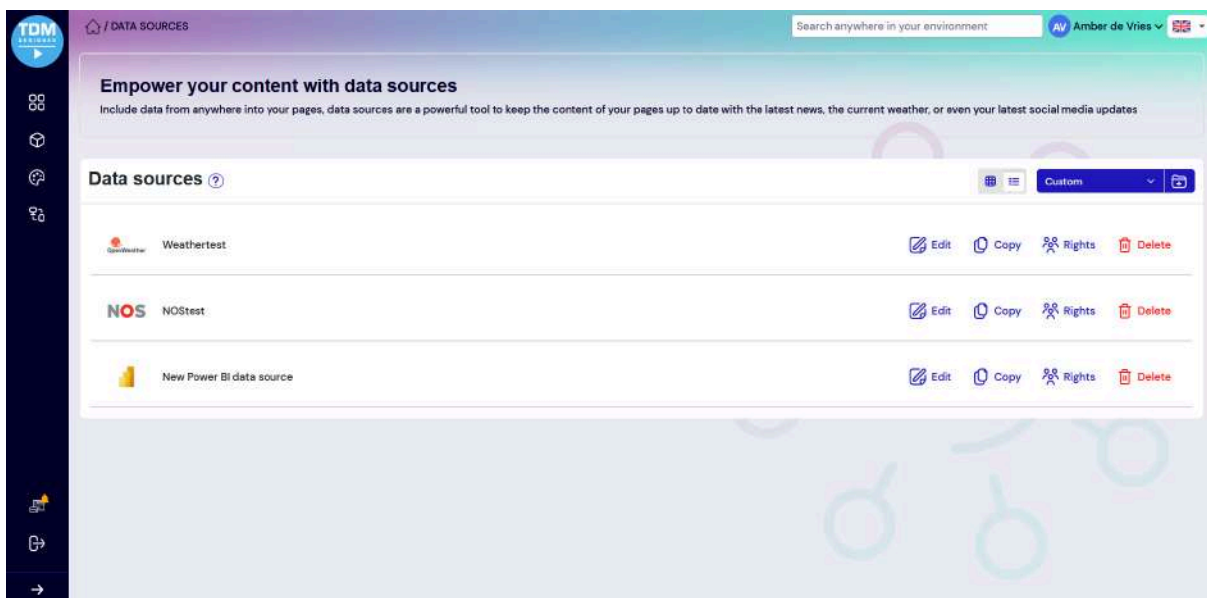 TDM
/ DATA SOURCES
Search anywhere in your environment
AV Amber de Vries
Empower your content with data sources
Include data from anywhere into your pages, data sources are a powerful tool to keep the content of your pages up to date with the latest news, the current weather, or even your latest social media updates
Data sources ?
Custom
OpenWeather Weathertest Edit Copy Rights Delete
NOS NOStest Edit Copy Rights Delete
New Power BI data source Edit Copy Rights Delete